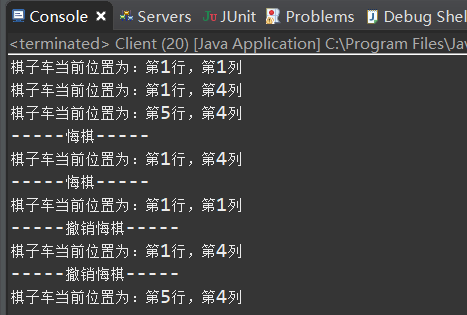 Console Servers JUnit Problems Debug Shel
<terminated> Client (20) [Java Application] C:\Program Files\Jav
棋子车当前位置为：第1行，第1列
棋子车当前位置为：第1行，第4列
棋子车当前位置为：第5行，第4列
-----悔棋-----
棋子车当前位置为：第1行，第4列
-----悔棋-----
棋子车当前位置为：第1行，第1列
-----撤销悔棋-----
棋子车当前位置为：第1行，第4列
-----撤销悔棋-----
棋子车当前位置为：第5行，第4列